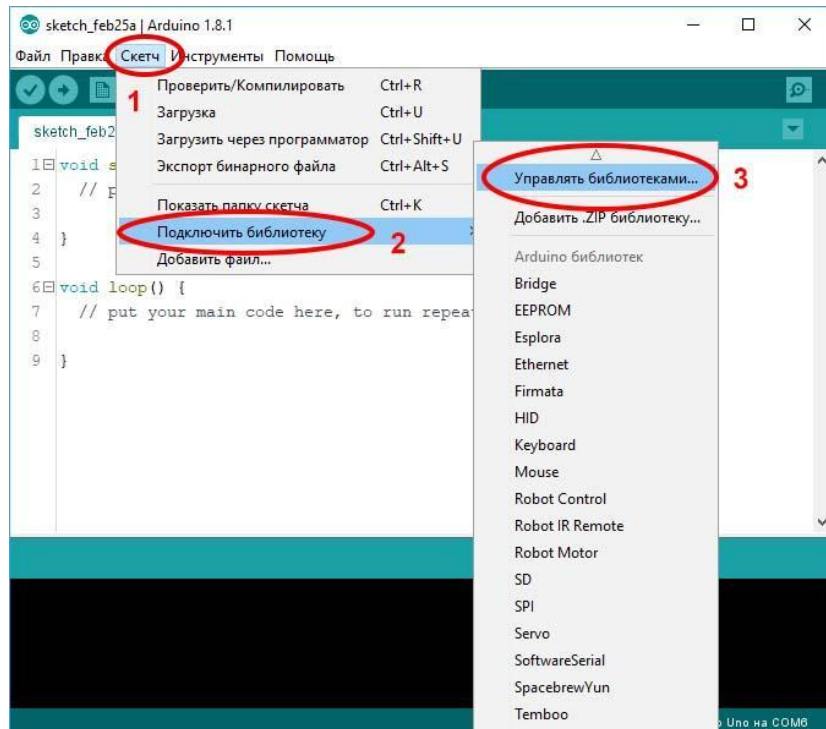 sketch_feb25a | Arduino 1.8.1
Файл Правка Скетч Инструменты Помощь
1
Проверить/Компилировать Ctrl+R
Загрузка Ctrl+U
Загрузить через программатор Ctrl+Shift+U
Экспорт бинарного файла Ctrl+Alt+S
Показать папку скетча Ctrl+K
Подключить библиотеку
2
Добавить файл...
Управлять библиотеками...
3
Добавить .ZIP библиотеку...
Arduino библиотек
Bridge
EEPROM
Esplora
Ethernet
Firmata
HID
Keyboard
Mouse
Robot Control
Robot IR Remote
Robot Motor
SD
SPI
Servo
SoftwareSerial
SpacebrewYun
Temboo
sketch_feb2
1 void s
2 // p
3
4 }
5
6 void loop() {
7 // put your main code here, to run repea
8
9 }
Uno на COM6